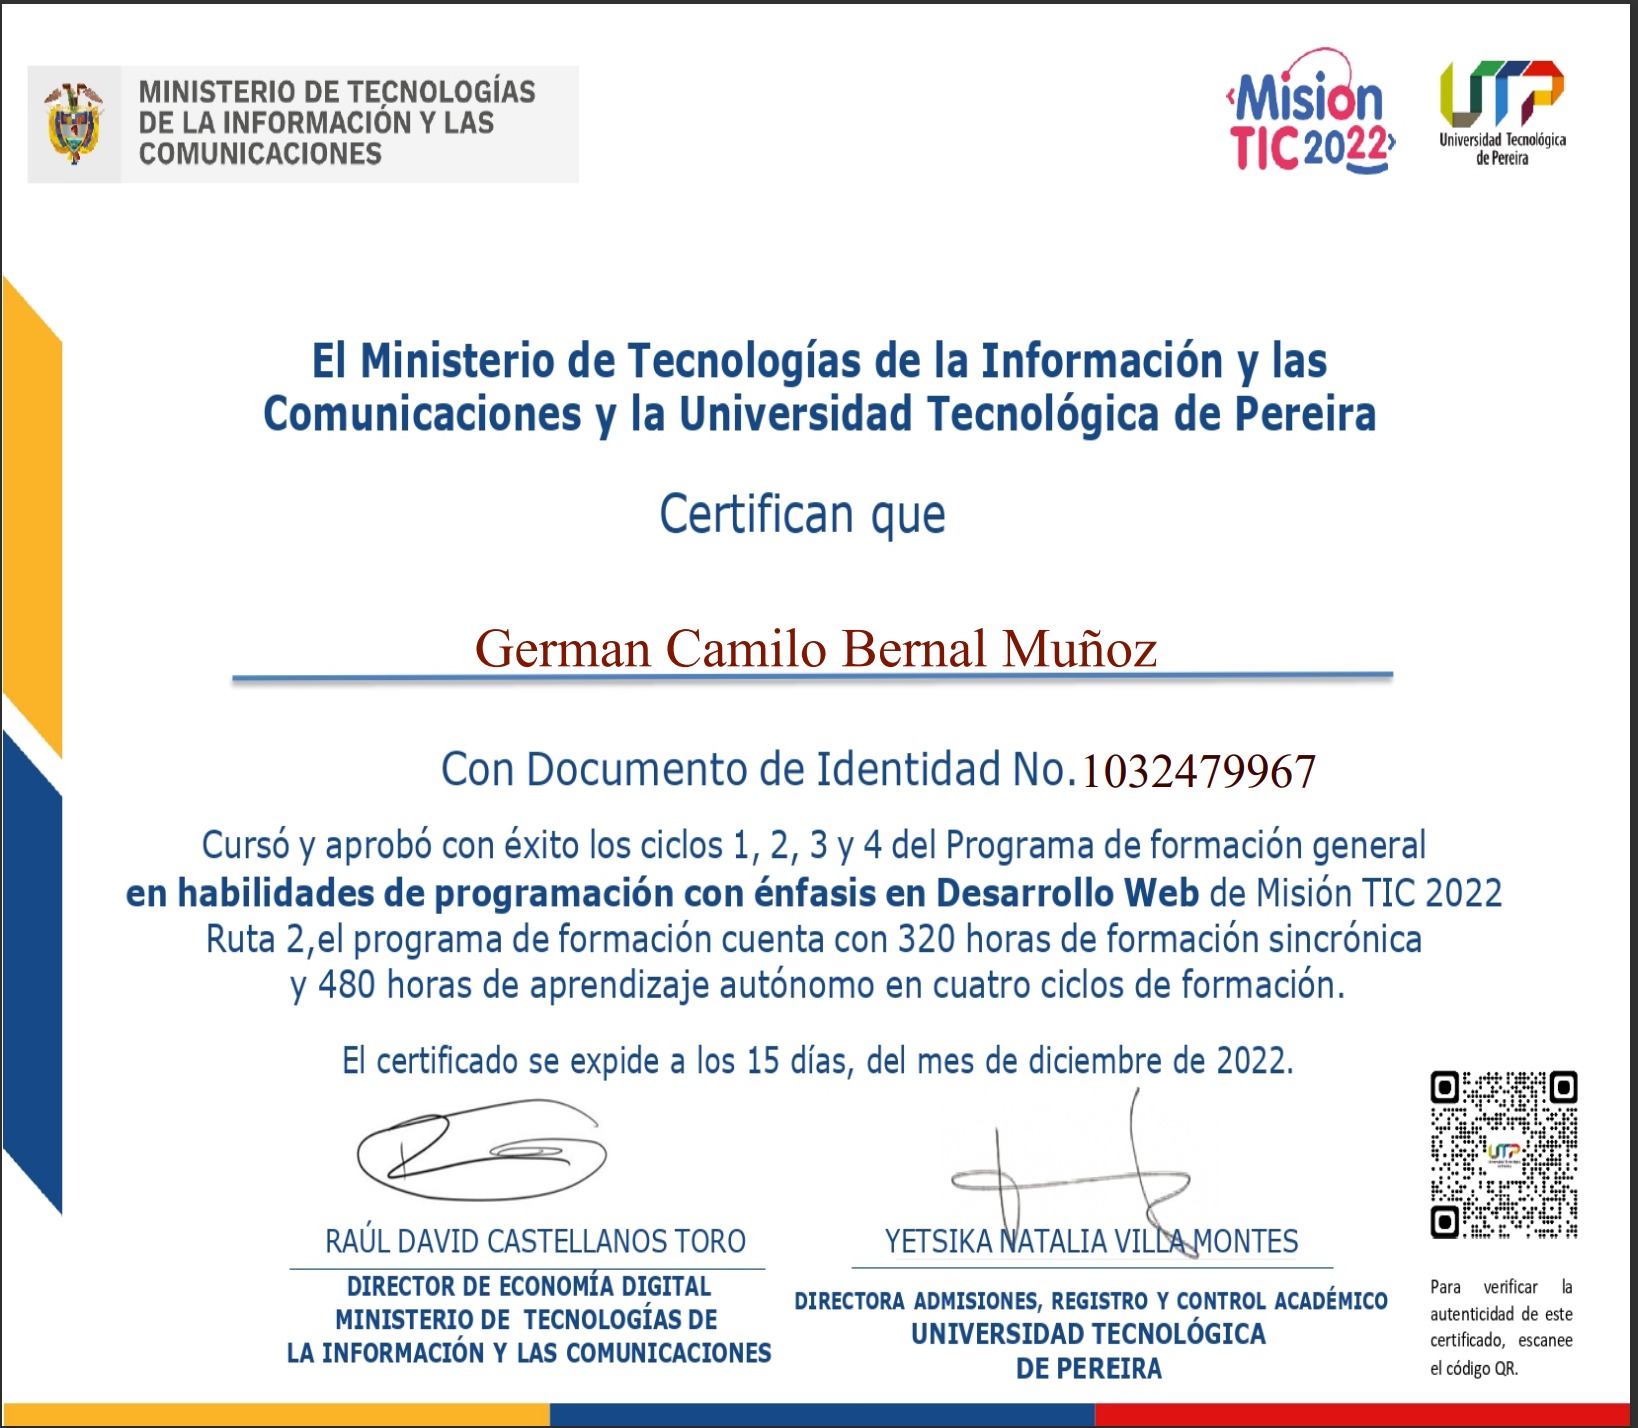 MINISTERIO DE TECNOLOGÍAS
DE LA INFORMACIÓN Y LAS
COMUNICACIONES
‹Misión
TIC2022›
UTP
Universidad Tecnológica
de Pereira
El Ministerio de Tecnologías de la Información y las
Comunicaciones y la Universidad Tecnológica de Pereira
Certifican que
German Camilo Bernal Muñoz
Con Documento de Identidad No.1032479967
Cursó y aprobó con éxito los ciclos 1, 2, 3 y 4 del Programa de formación general
en habilidades de programación con énfasis en Desarrollo Web de Misión TIC 2022
Ruta 2,el programa de formación cuenta con 320 horas de formación sincrónica
y 480 horas de aprendizaje autónomo en cuatro ciclos de formación.
El certificado se expide a los 15 días, del mes de diciembre de 2022.
RAÚL DAVID CASTELLANOS TORO
DIRECTOR DE ECONOMÍA DIGITAL
MINISTERIO DE TECNOLOGÍAS DE
LA INFORMACIÓN Y LAS COMUNICACIONES
YETSIKA NATALIA VILLA MONTES
DIRECTORA ADMISIONES, REGISTRO Y CONTROL ACADÉMICO
UNIVERSIDAD TECNOLÓGICA
DE PEREIRA
UTP
Para verificar la
autenticidad de este
certificado, escanee
el código QR.